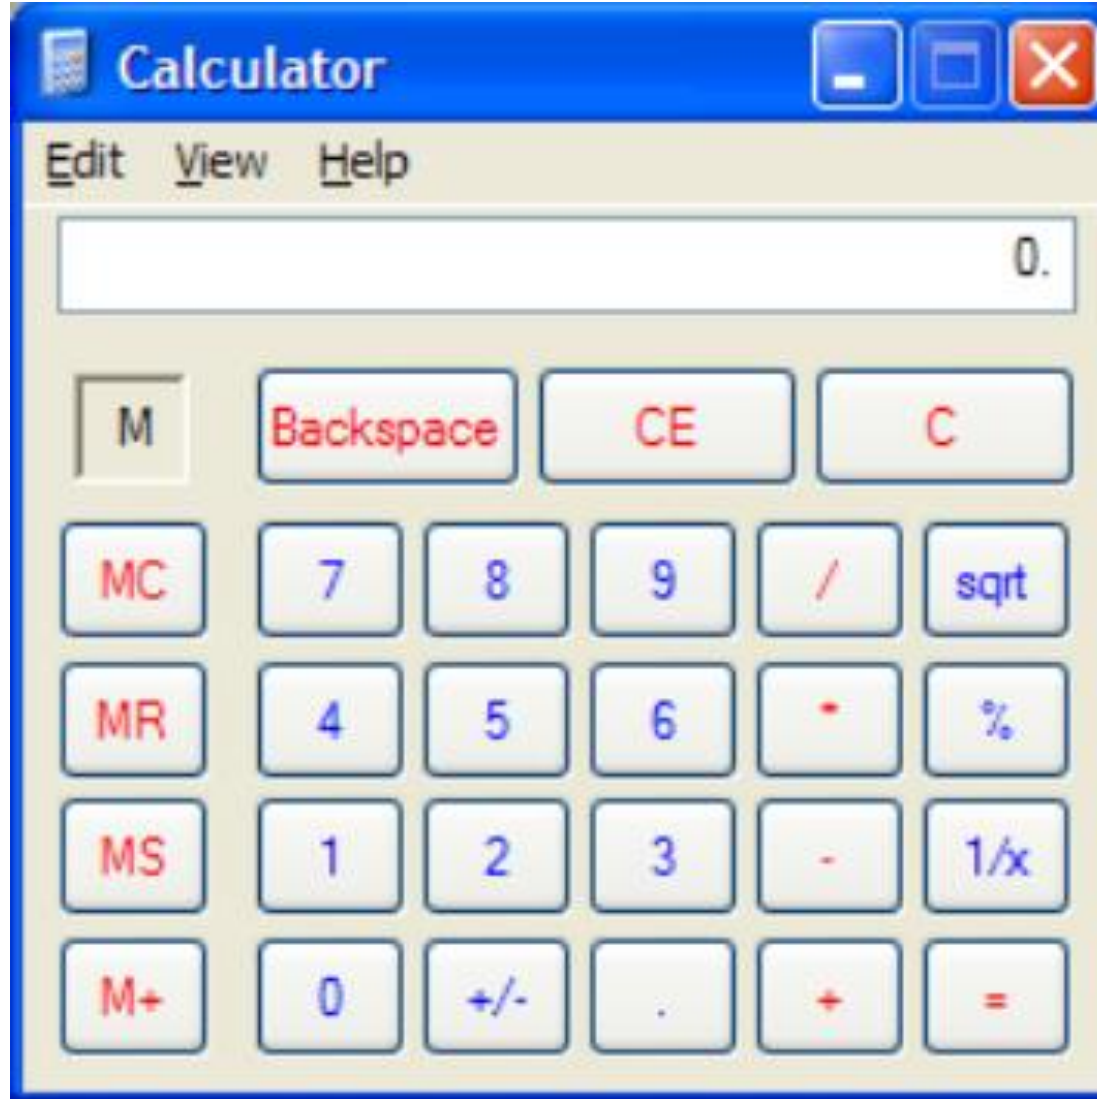 Calculator
Edit View Help
0.
M Backspace CE C
MC 7 8 9 / sqrt
MR 4 5 6 * %
MS 1 2 3 - 1/x
M+ 0 +/- . + =